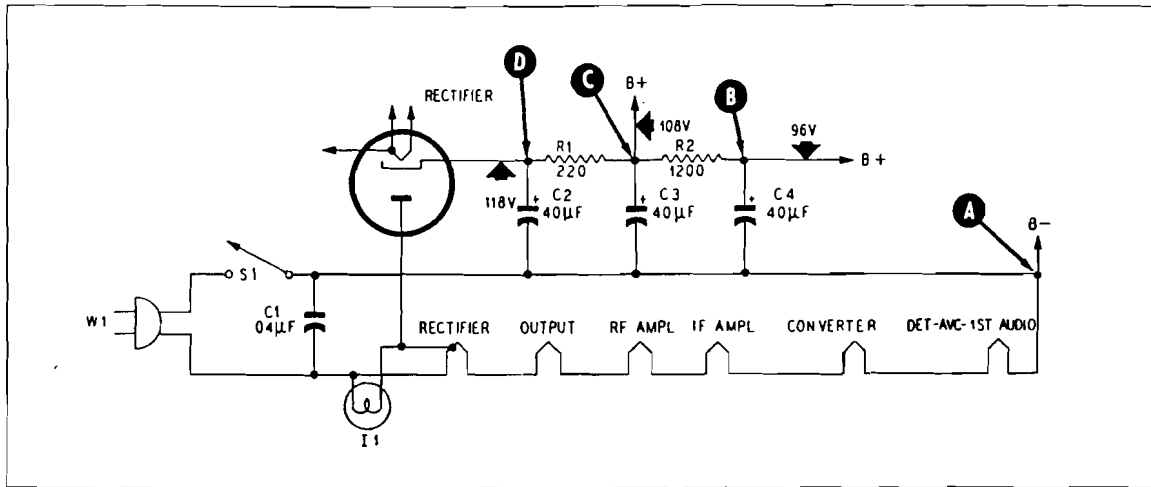 D
C
B
RECTIFIER
B+
108V
96V
R1
220
R2
1200
B+
118V
C2
40µF
C3
40µF
C4
40µF
A
B-
S1
W1
C1
04µF
RECTIFIER
OUTPUT
RF AMPL
IF AMPL
CONVERTER
DET-AVC-1ST AUDIO
I1